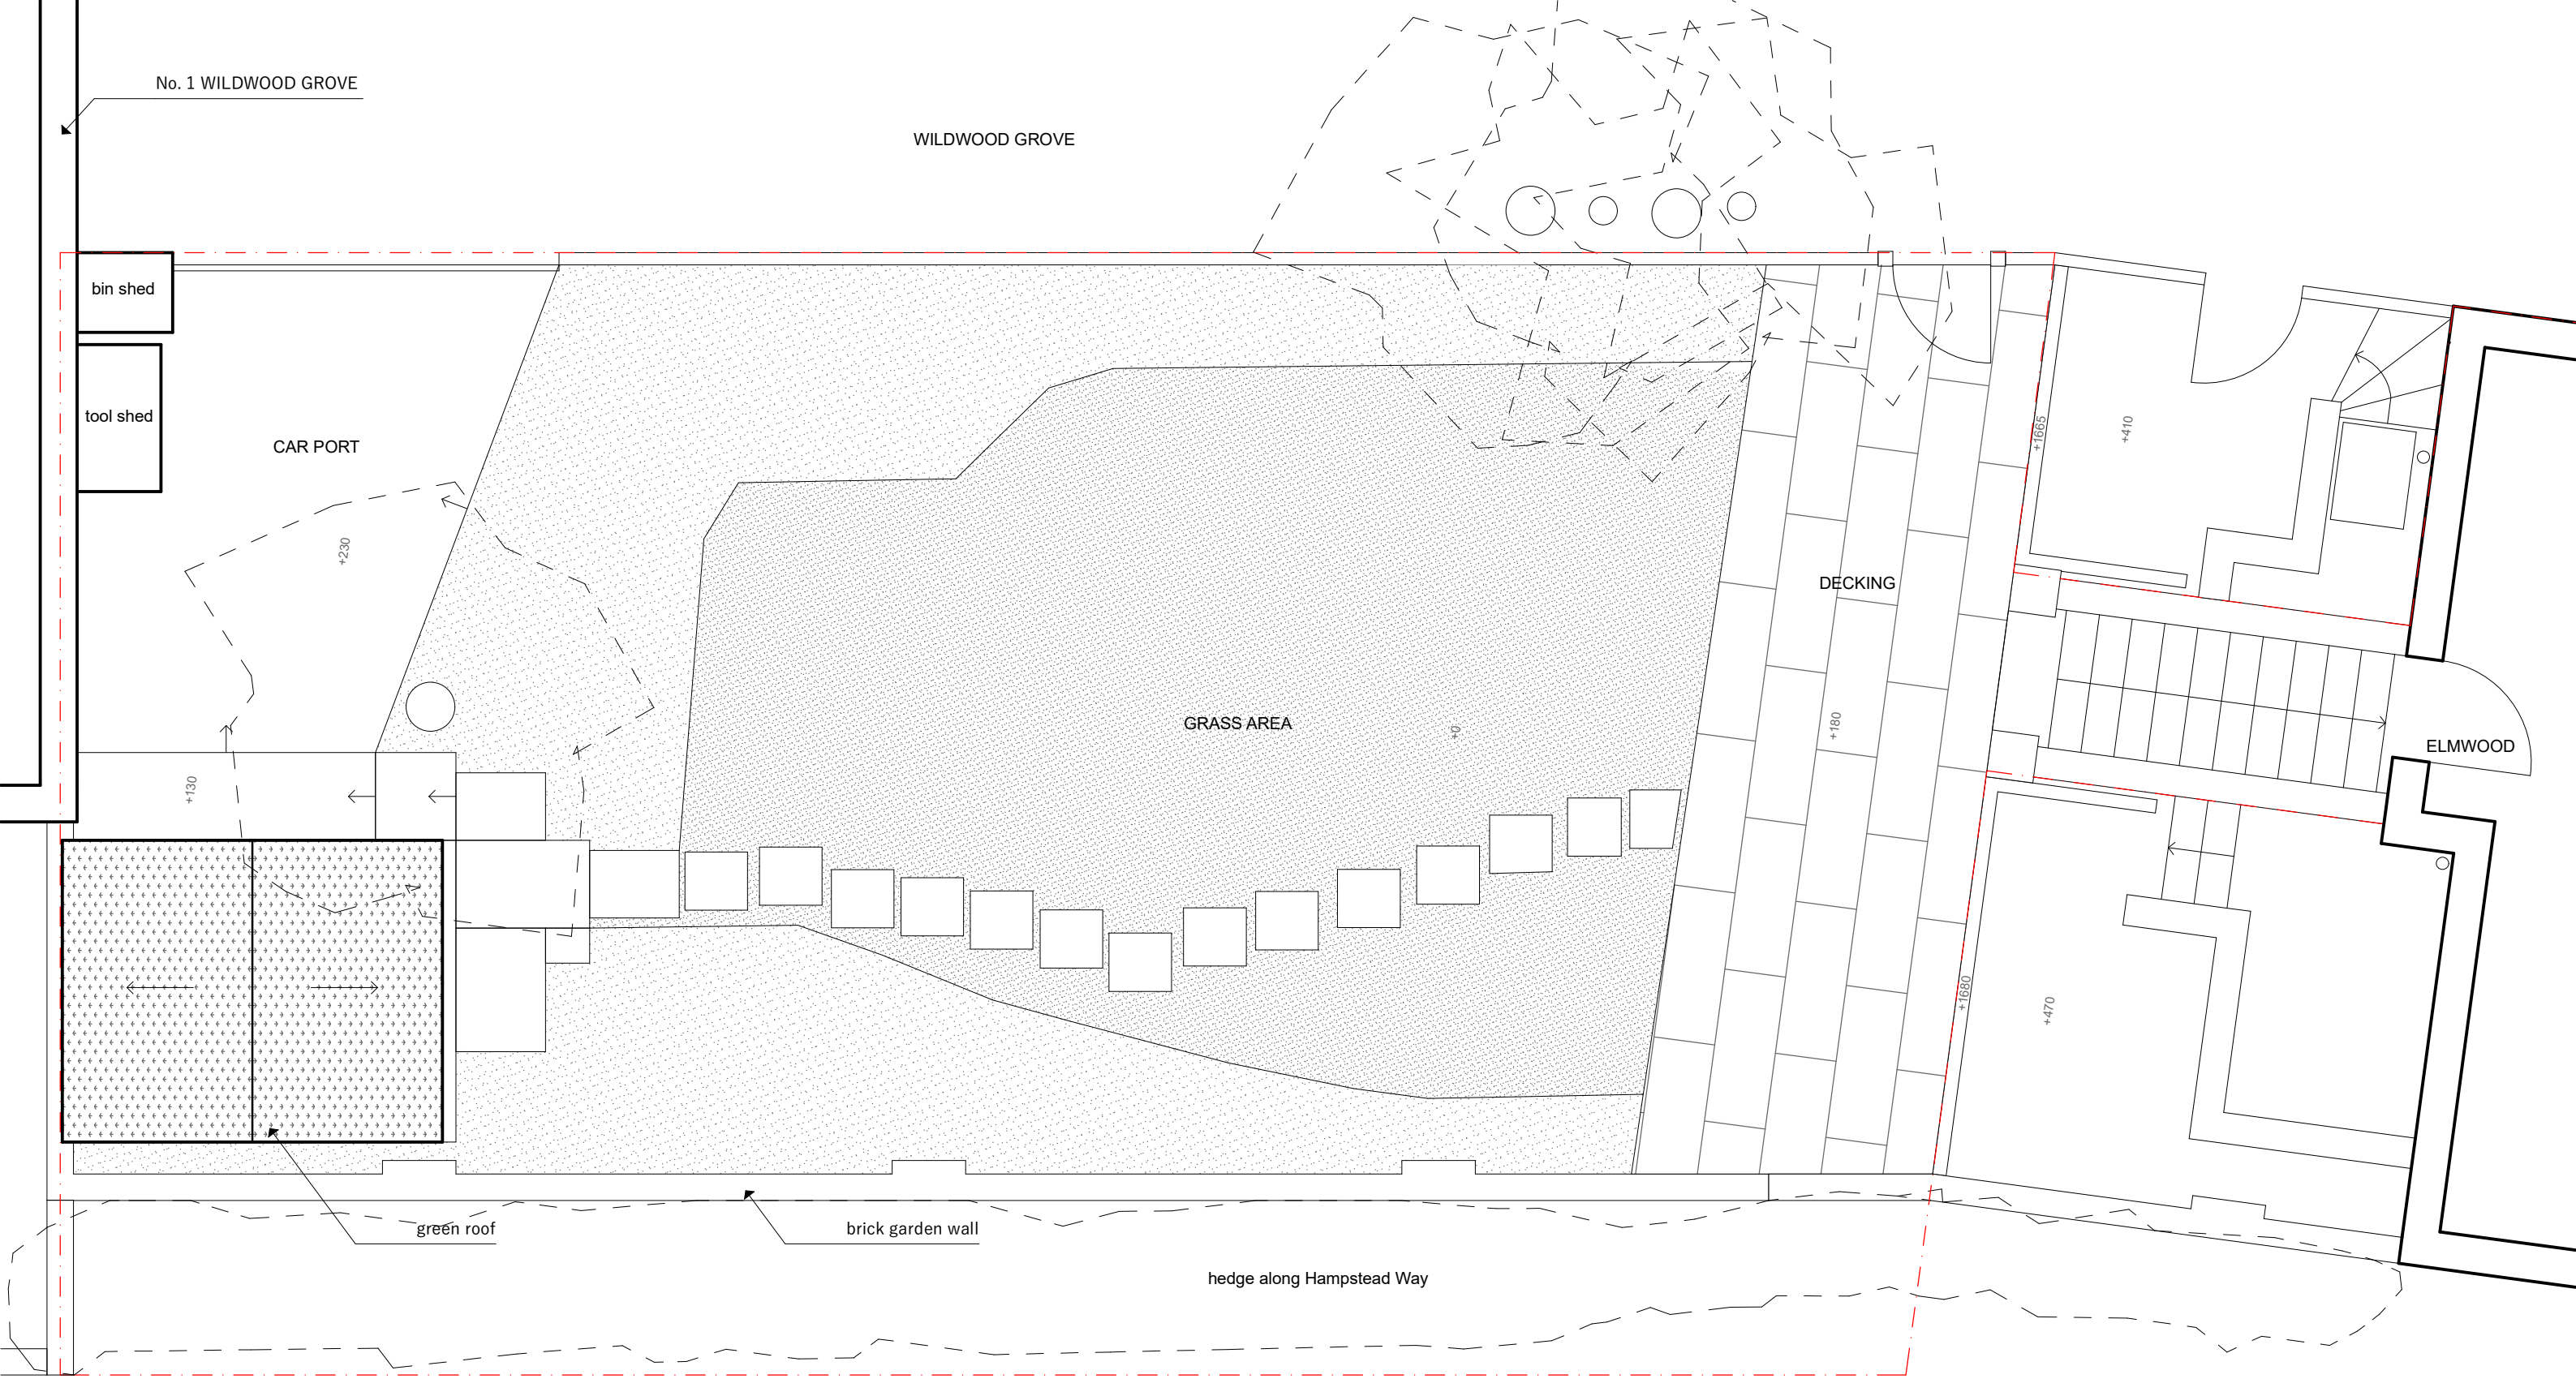 No. 1 WILDWOOD GROVE
WILDWOOD GROVE
bin shed
tool shed
CAR PORT
+1665
+410
+230
DECKING
GRASS AREA
+0
+180
ELMWOOD
+130
+1680
+470
green roof
brick garden wall
hedge along Hampstead Way